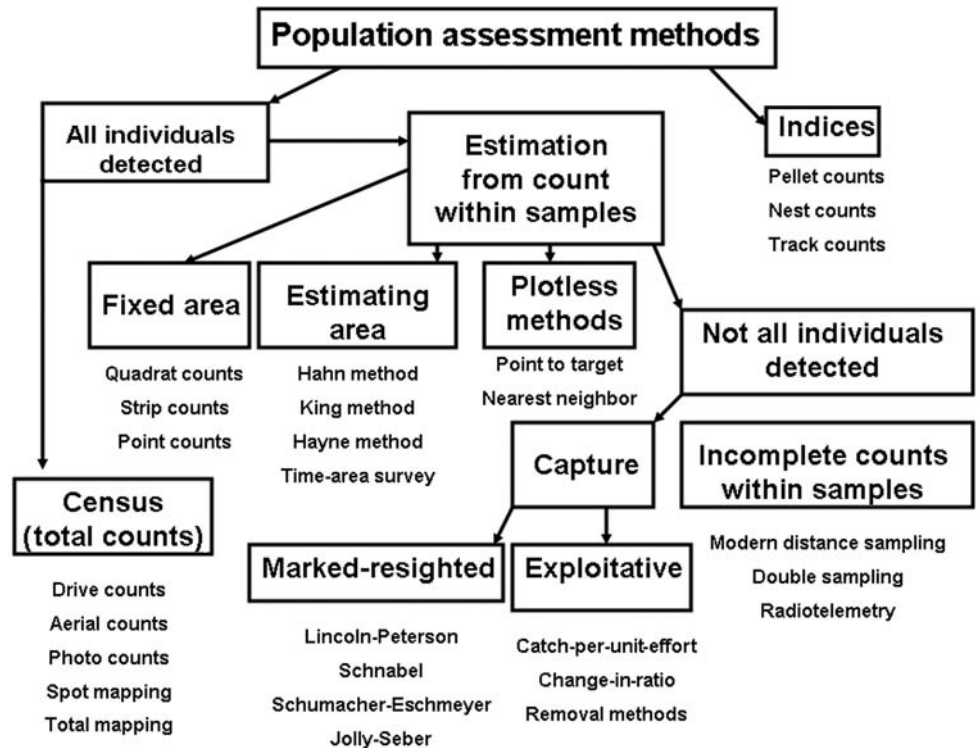 Population assessment methods
All individuals
detected
Estimation
from count
within samples
Indices
Pellet counts
Nest counts
Track counts
Fixed area
Quadrat counts
Strip counts
Point counts
Estimating
area
Hahn method
King method
Hayne method
Time-area survey
Plotless
methods
Point to target
Nearest neighbor
Not all individuals
detected
Capture
Incomplete counts
within samples
Modern distance sampling
Double sampling
Radiotelemetry
Census
(total counts)
Drive counts
Aerial counts
Photo counts
Spot mapping
Total mapping
Marked-resighted
Lincoln-Peterson
Schnabel
Schumacher-Eschmeyer
Jolly-Seber
Exploitative
Catch-per-unit-effort
Change-in-ratio
Removal methods